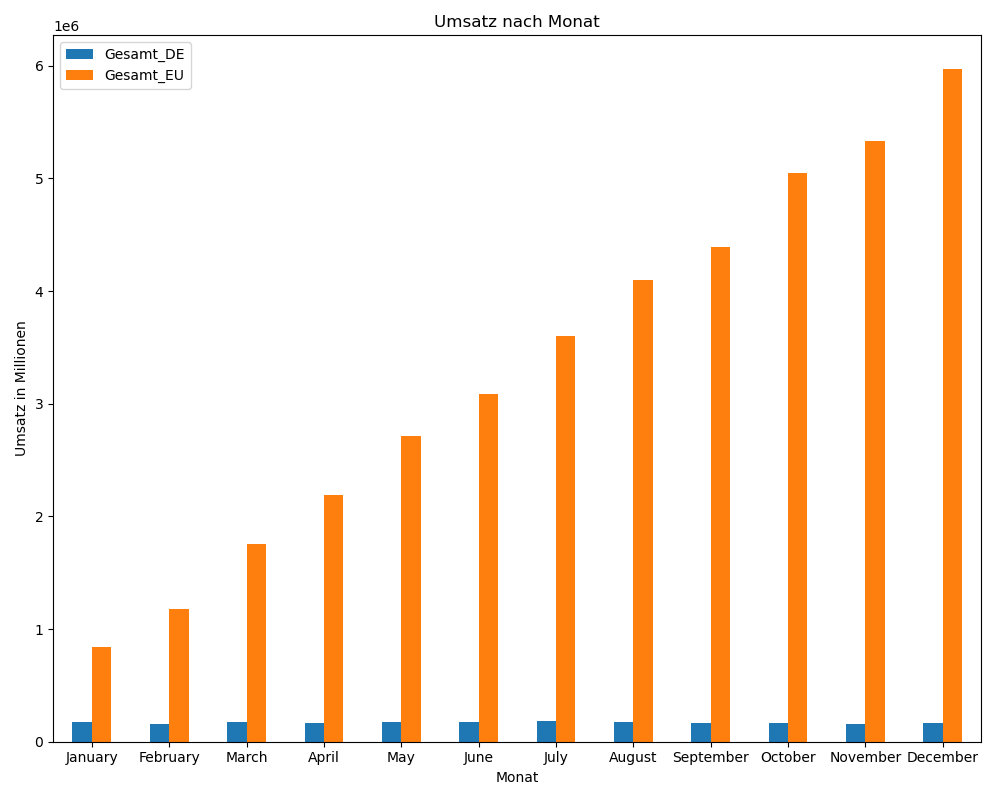 Umsatz nach Monat
1e6
Gesamt_DE
Gesamt_EU
6
5
4
3
2
1
0
Umsatz in Millionen
January February March April May June July August September October November December
Monat